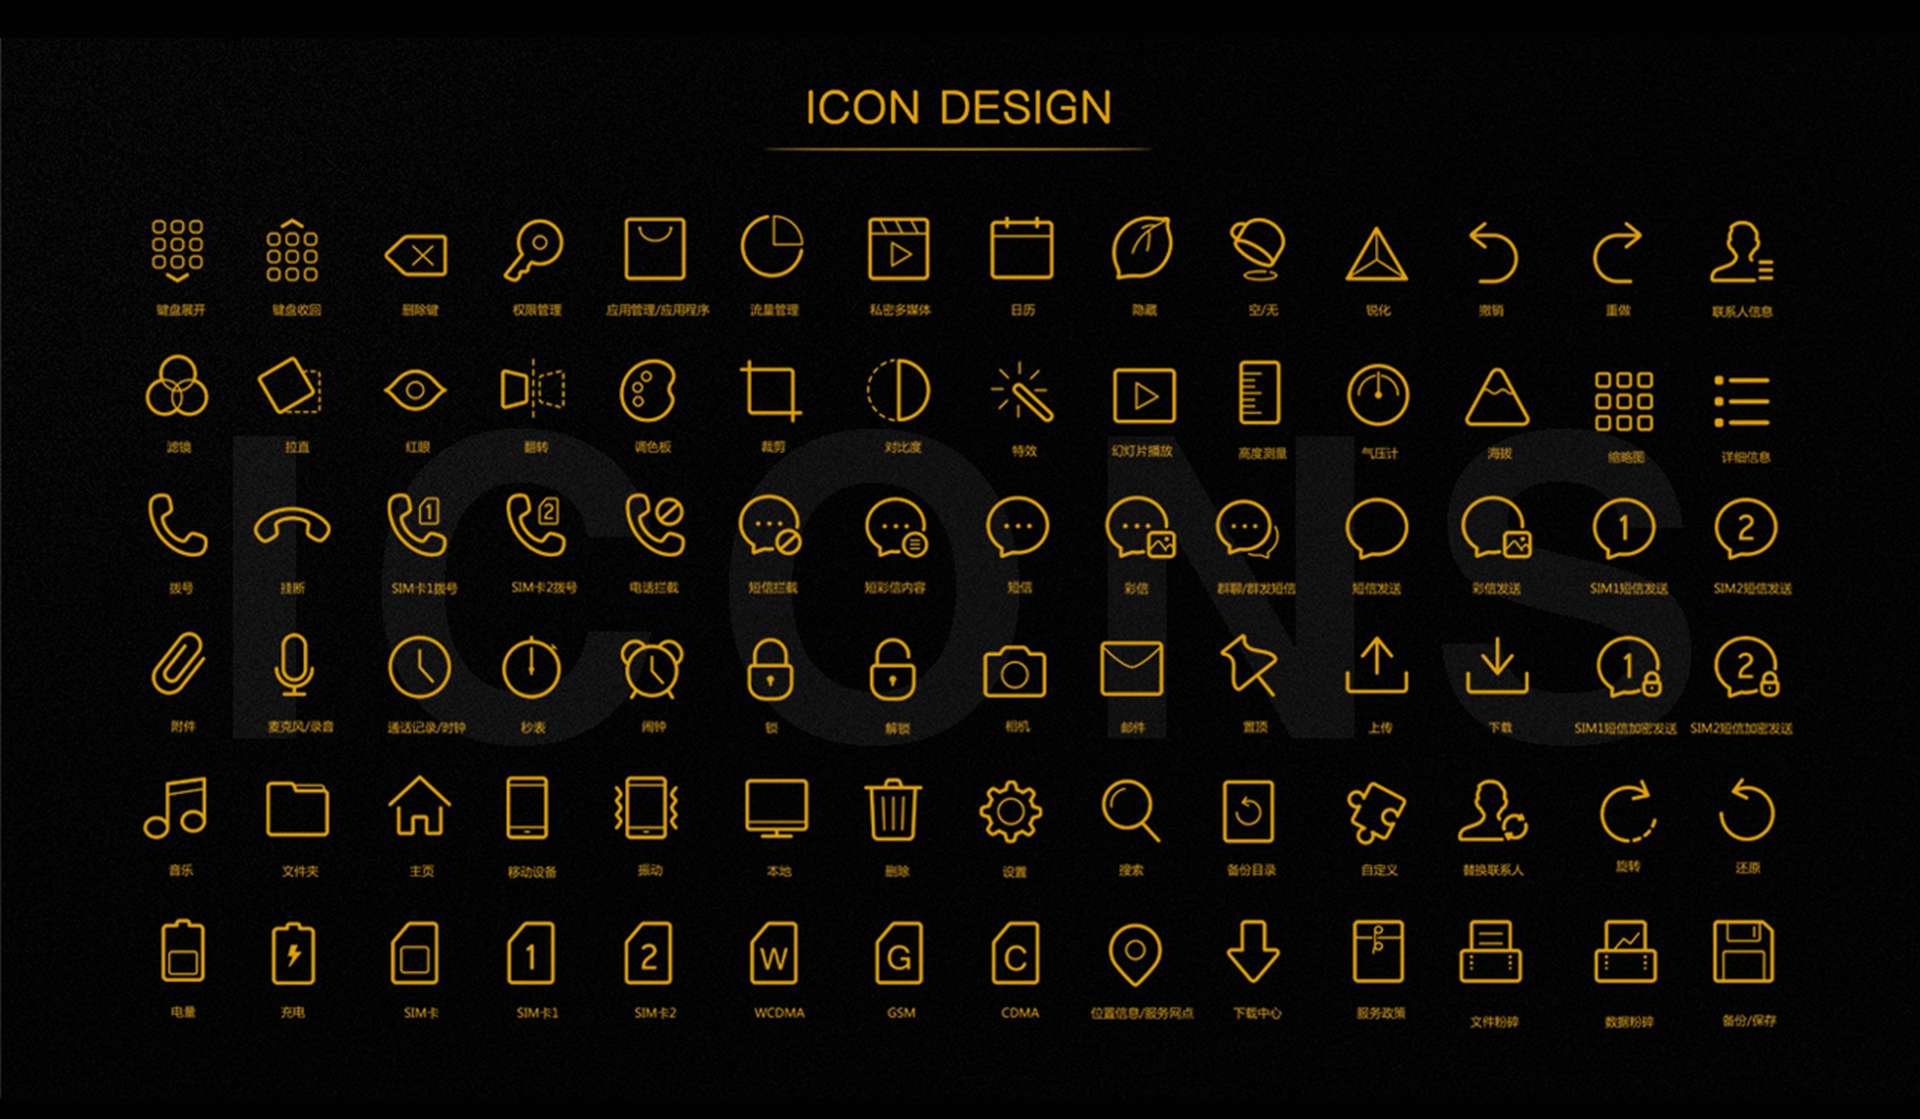 ICON DESIGN
键盘展开 键盘收回 删除键 权限管理 应用管理/应用程序 流量管理 私密多媒体 日历 隐藏 空/无 锐化 撤销 重做 联系人信息
滤镜 拉直 红眼 翻转 调色板 裁剪 对比度 特效 幻灯片播放 高度测量 气压计 海拔 缩略图 详细信息
ICONS
1 2 1 2
拨号 挂断 SIM卡1拨号 SIM卡2拨号 电话拦截 短信拦截 短彩信内容 短信 彩信 群聊/群发短信 短信发送 彩信发送 SIM1短信发送 SIM2短信发送
1 2
附件 麦克风/录音 通话记录/时钟 秒表 闹钟 锁 解锁 相机 邮件 置顶 上传 下载 SIM1短信加密发送 SIM2短信加密发送
音乐 文件夹 主页 移动设备 振动 本地 删除 设置 搜索 备份目录 自定义 替换联系人 旋转 还原
1 2 W G C
电量 充电 SIM卡 SIM卡1 SIM卡2 WCDMA GSM CDMA 位置信息/服务网点 下载中心 服务政策 文件粉碎 数据粉碎 备份/保存